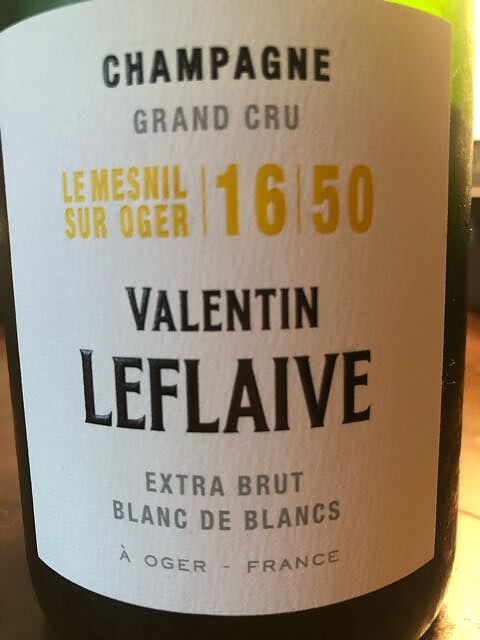 CHAMPAGNE
GRAND CRU
LE MESNIL
SUR OGER | 16 | 50
VALENTIN
LEFLAIVE
EXTRA BRUT
BLANC DE BLANCS
À OGER - FRANCE